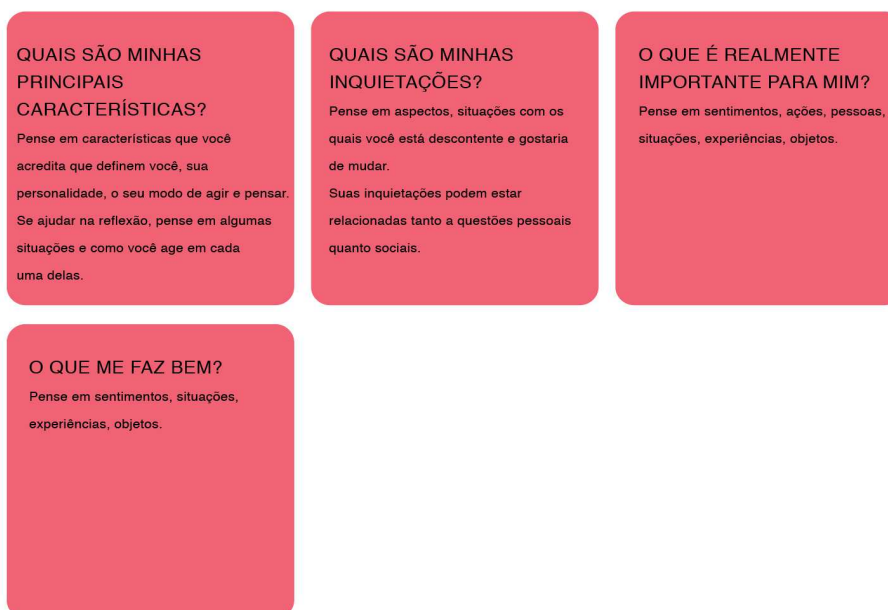 QUAIS SÃO MINHAS
PRINCIPAIS
CARACTERÍSTICAS?
Pense em características que você
acredita que definem você, sua
personalidade, o seu modo de agir e pensar.
Se ajudar na reflexão, pense em algumas
situações e como você age em cada
uma delas.
QUAIS SÃO MINHAS
INQUIETAÇÕES?
Pense em aspectos, situações com os
quais você está descontente e gostaria
de mudar.
Suas inquietações podem estar
relacionadas tanto a questões pessoais
quanto sociais.
O QUE É REALMENTE
IMPORTANTE PARA MIM?
Pense em sentimentos, ações, pessoas,
situações, experiências, objetos.
O QUE ME FAZ BEM?
Pense em sentimentos, situações,
experiências, objetos.